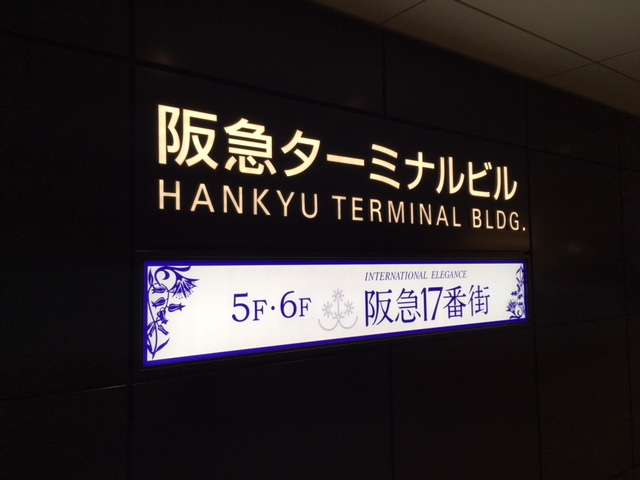 阪急ターミナルビル
HANKYU TERMINAL BLDG.
INTERNATIONAL ELEGANCE
5F·6F 阪急17番街